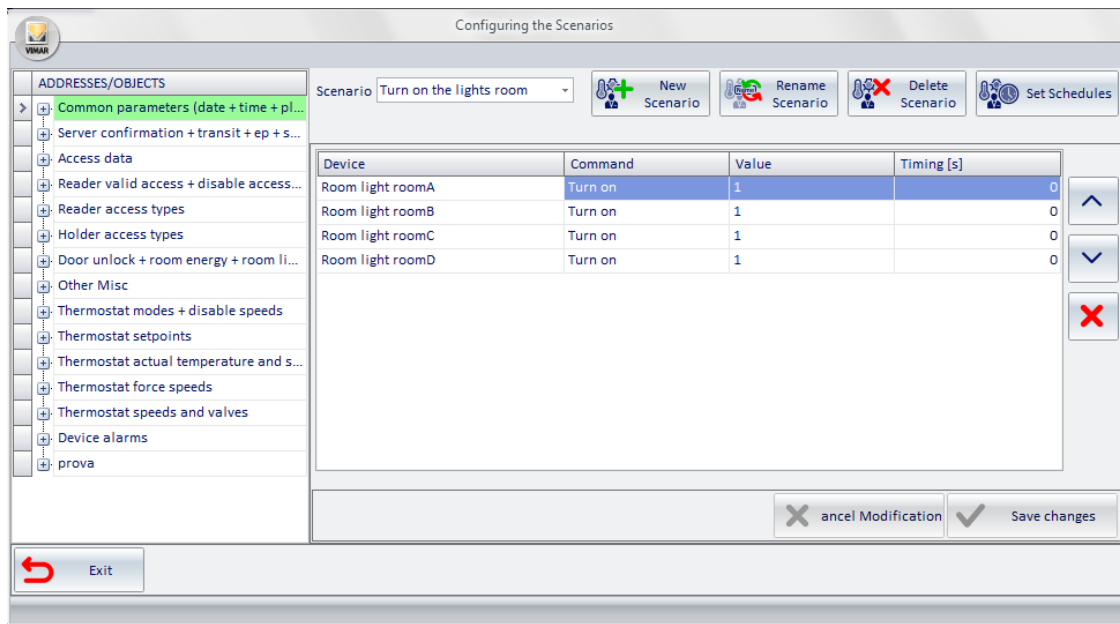 Configuring the Scenarios
VIMAR
ADDRESSES/OBJECTS
Common parameters (date + time + pl...
Server confirmation + transit + ep + s...
Access data
Reader valid access + disable access...
Reader access types
Holder access types
Door unlock + room energy + room li...
Other Misc
Thermostat modes + disable speeds
Thermostat setpoints
Thermostat actual temperature and s...
Thermostat force speeds
Thermostat speeds and valves
Device alarms
prova
Scenario Turn on the lights room
New
Scenario
Rename
Scenario
Delete
Scenario
Set Schedules
Device Command Value Timing [s]
Room light roomA Turn on 1 0
Room light roomB Turn on 1 0
Room light roomC Turn on 1 0
Room light roomD Turn on 1 0
ancel Modification
Save changes
Exit